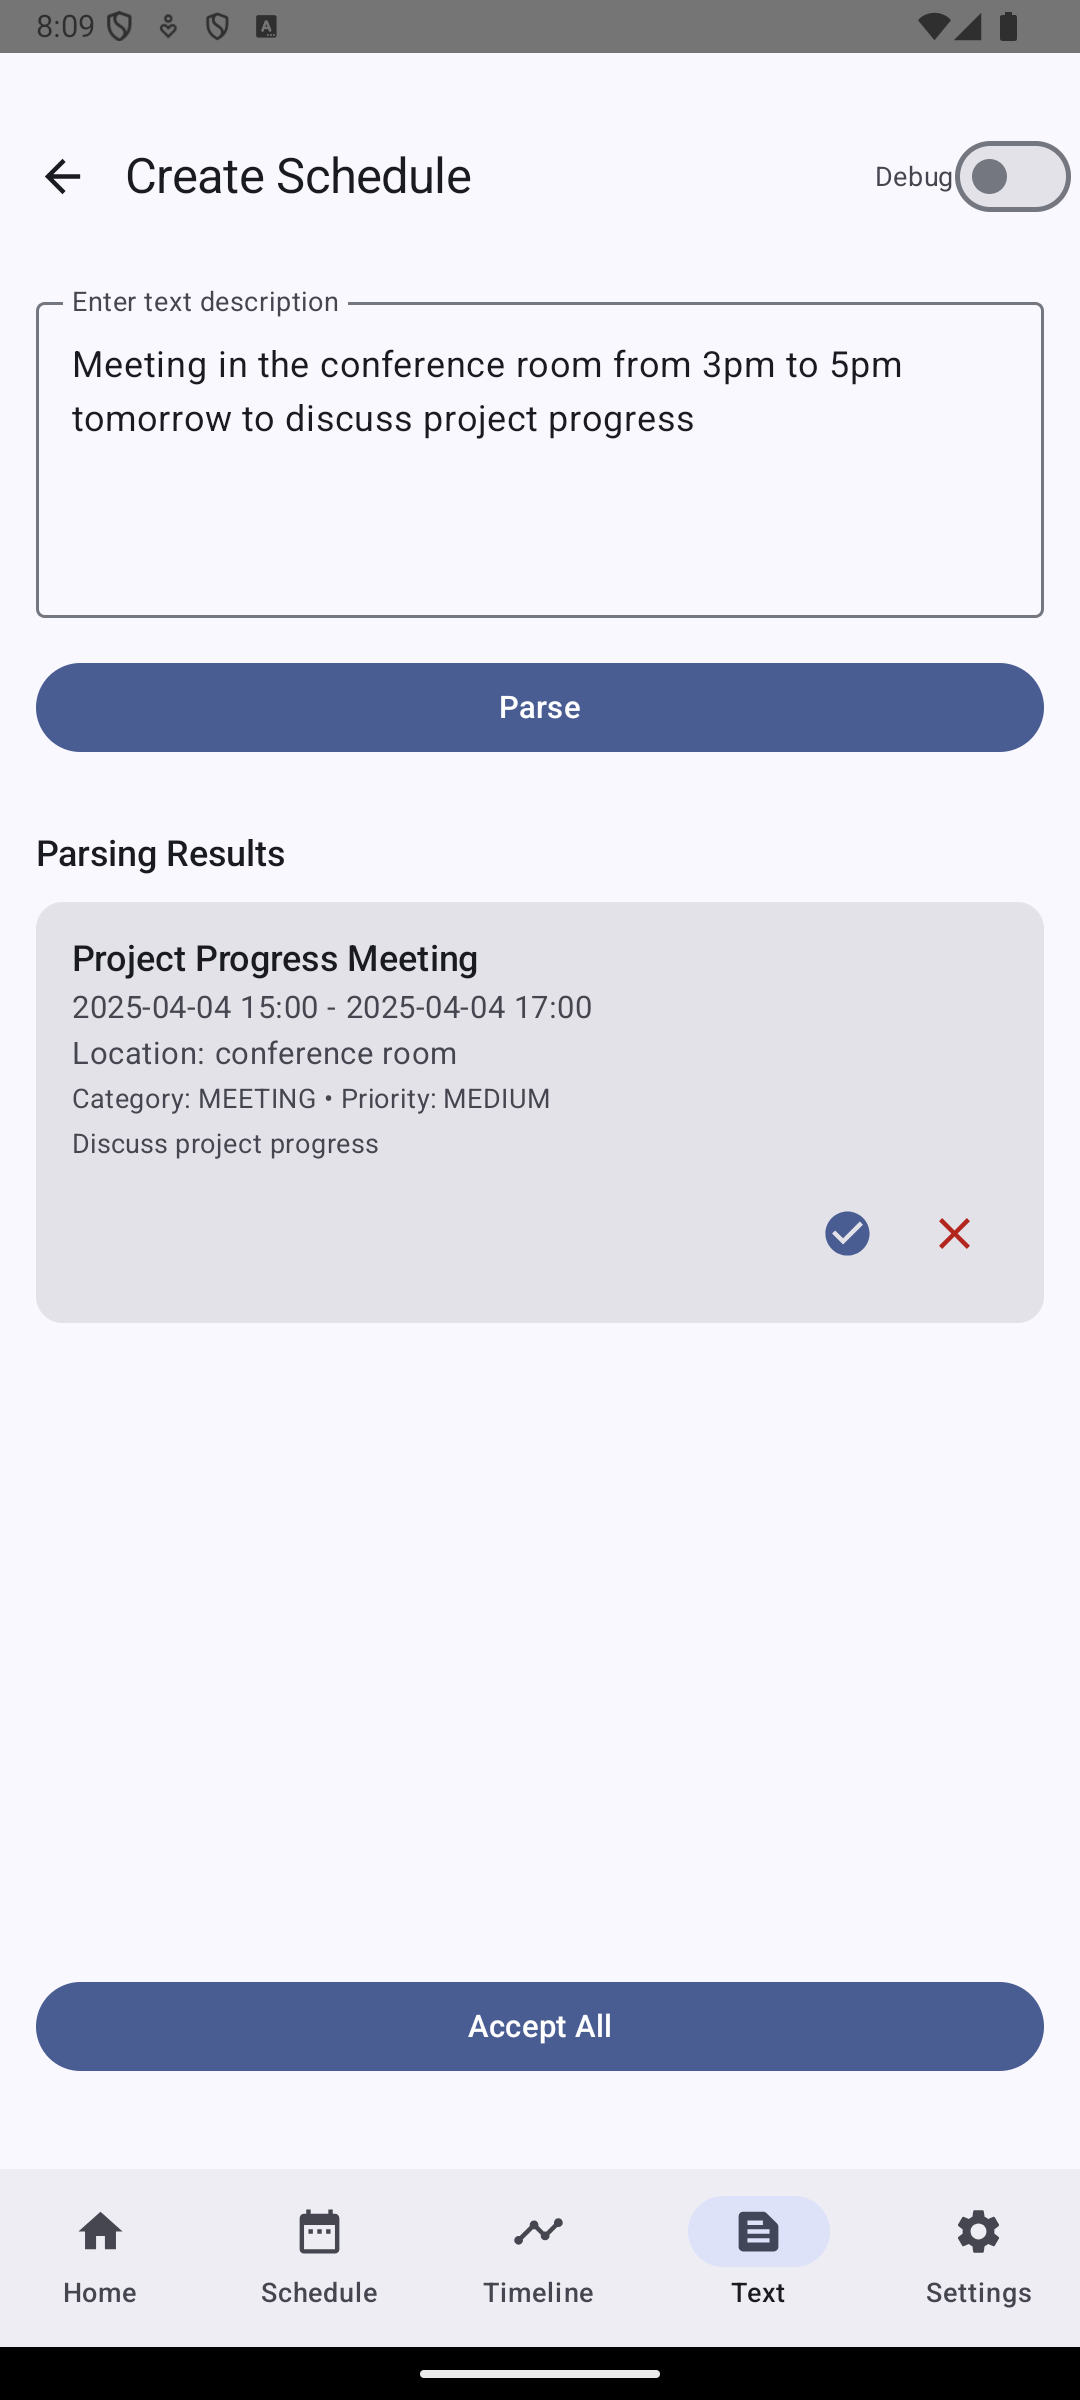 8:09
Create Schedule
Debug
Enter text description
Meeting in the conference room from 3pm to 5pm
tomorrow to discuss project progress
Parse
Parsing Results
Project Progress Meeting
2025-04-04 15:00 - 2025-04-04 17:00
Location: conference room
Category: MEETING • Priority: MEDIUM
Discuss project progress
Accept All
Home
Schedule
Timeline
Text
Settings